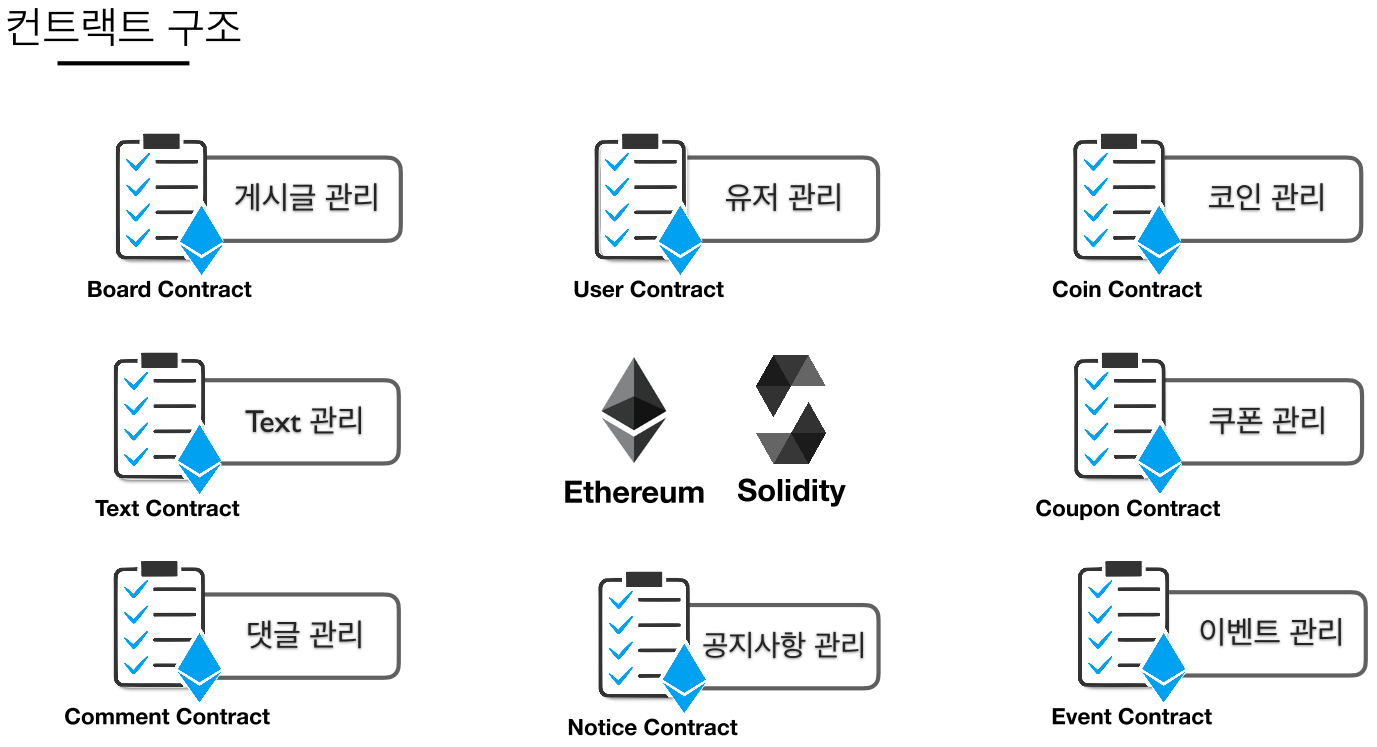 컨트랙트 구조
게시글 관리
Board Contract
유저 관리
User Contract
코인 관리
Coin Contract
Text 관리
Text Contract
Ethereum
Solidity
쿠폰 관리
Coupon Contract
댓글 관리
Comment Contract
공지사항 관리
Notice Contract
이벤트 관리
Event Contract